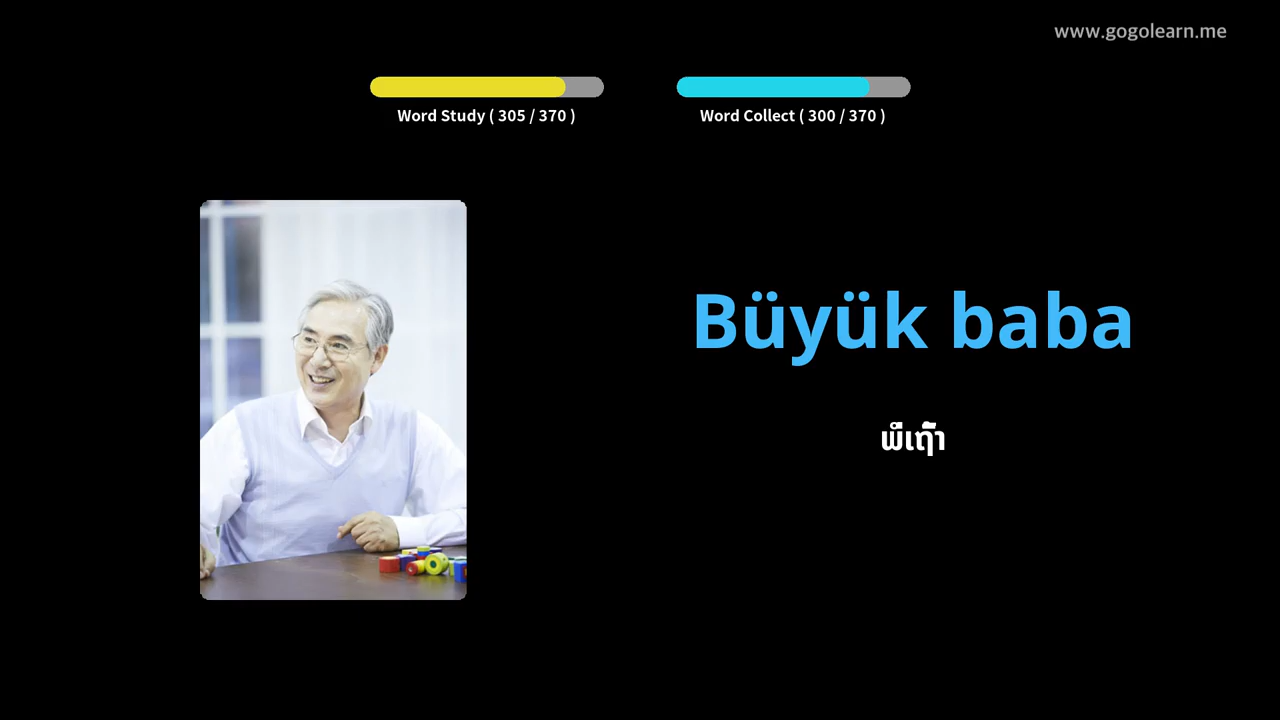 www.gogolearn.me
Word Study ( 305 / 370 )
Word Collect ( 300 / 370 )
Büyük baba
ພໍ່ເຖົ້າ